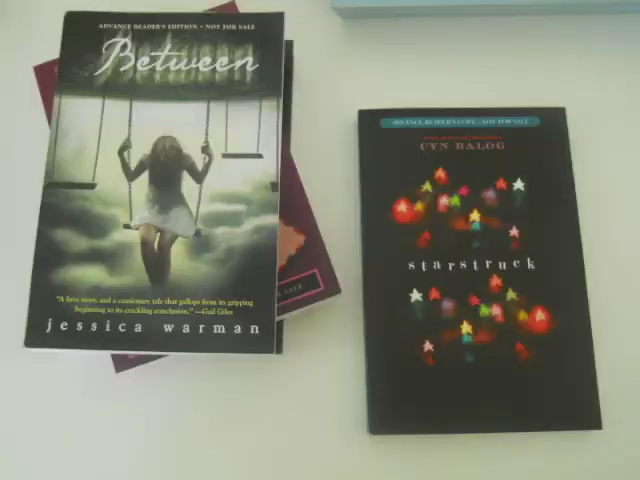 ADVANCE READER'S EDITION • NOT FOR SALE
Between
"A love story, and a cautionary tale that gallops from its gripping
beginning to its crackling conclusion." —Gail Giles
jessica warman
SALE
ADVANCE READER'S COPY NOT FOR SALE
CYN BALOG
starstruck